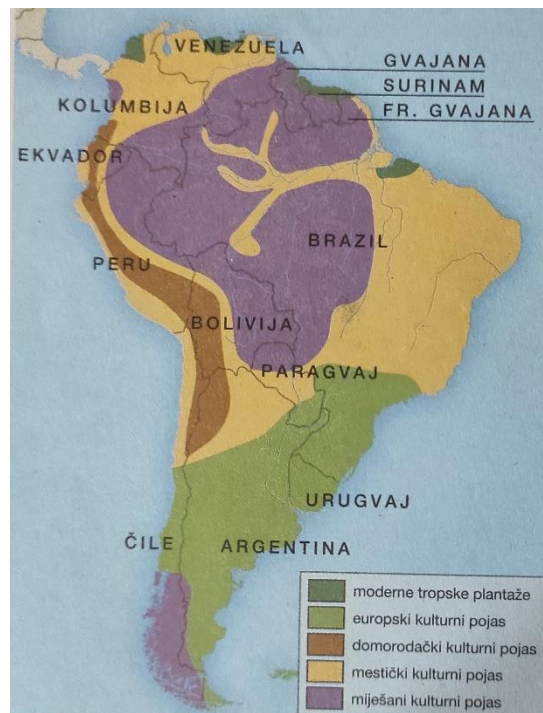 VENEZUELA
GVAJANA
SURINAM
KOLUMBIJA
FR. GVAJANA
EKVADOR
BRAZIL
PERU
BOLIVIJA
PARAGVAJ
URUGVAJ
ČILE
ARGENTINA
moderne tropske plantaže
europski kulturni pojas
domorodački kulturni pojas
mestički kulturni pojas
miješani kulturni pojas